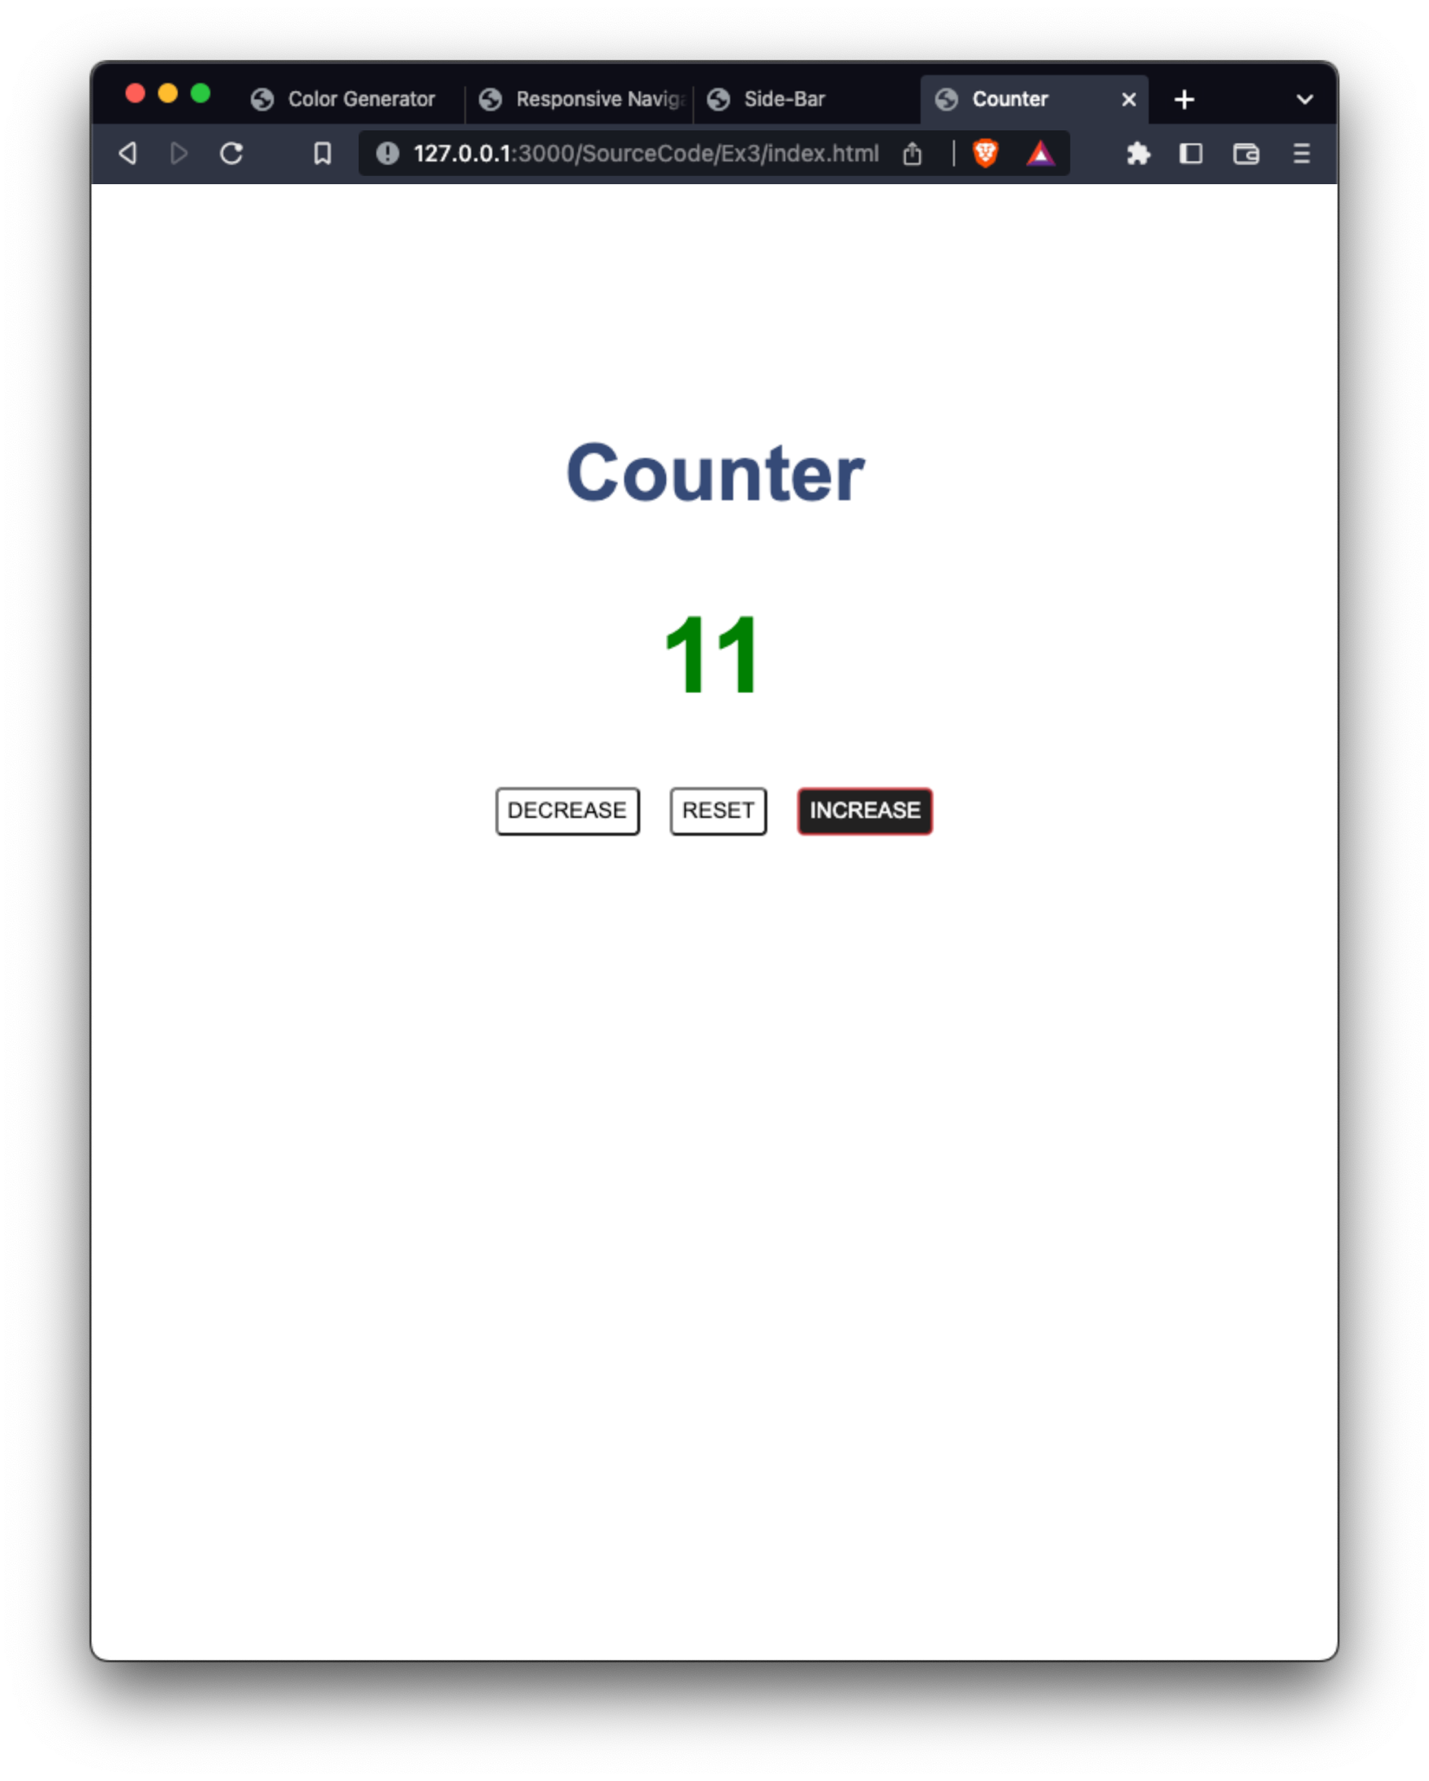 Color Generator Responsive Naviga Side-Bar Counter
127.0.0.1:3000/SourceCode/Ex3/index.html
Counter
11
DECREASE RESET INCREASE